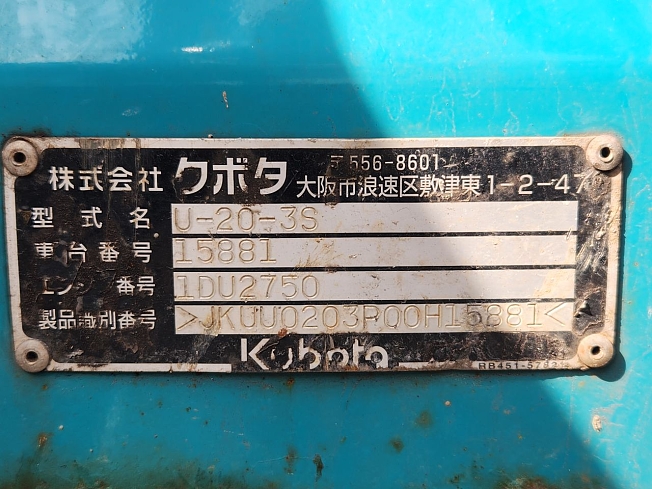 〒556-8601
株式会社 クボタ 大阪市浪速区敷津東1-2-47
型式名 U-20-3S
車台番号 15881
エンジン番号 1DU2750
製品識別番号 >JKUU0203P00H15881<
Kubota